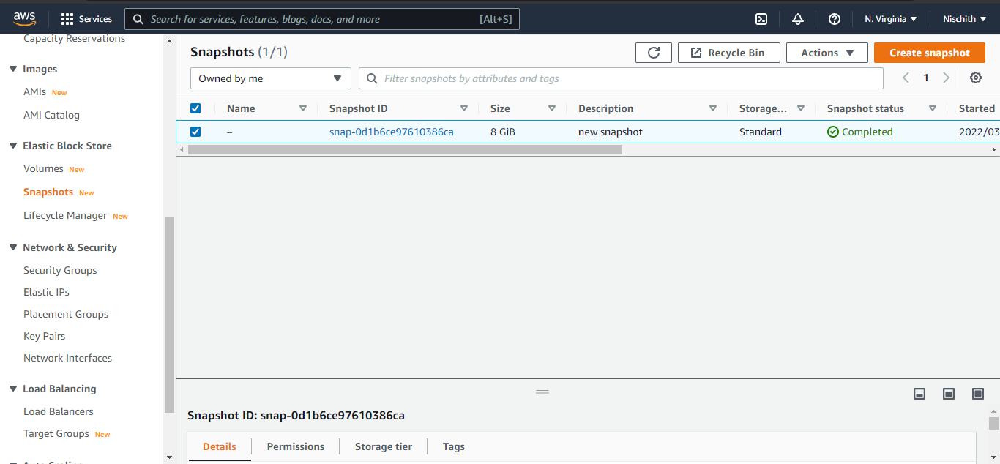 aws Services Search for services, features, blogs, docs, and more [Alt+S] N. Virginia Nischith
Capacity Reservations
Images
AMIs New
AMI Catalog
Elastic Block Store
Volumes New
Snapshots New
Lifecycle Manager New
Network & Security
Security Groups
Elastic IPs
Placement Groups
Key Pairs
Network Interfaces
Load Balancing
Load Balancers
Target Groups New
Auto Scaling
Snapshots (1/1) Recycle Bin Actions Create snapshot
Owned by me Filter snapshots by attributes and tags 1
Name Snapshot ID Size Description Storage... Snapshot status Started
– snap-0d1b6ce97610386ca 8 GiB new snapshot Standard Completed 2022/03
Snapshot ID: snap-0d1b6ce97610386ca
Details Permissions Storage tier Tags